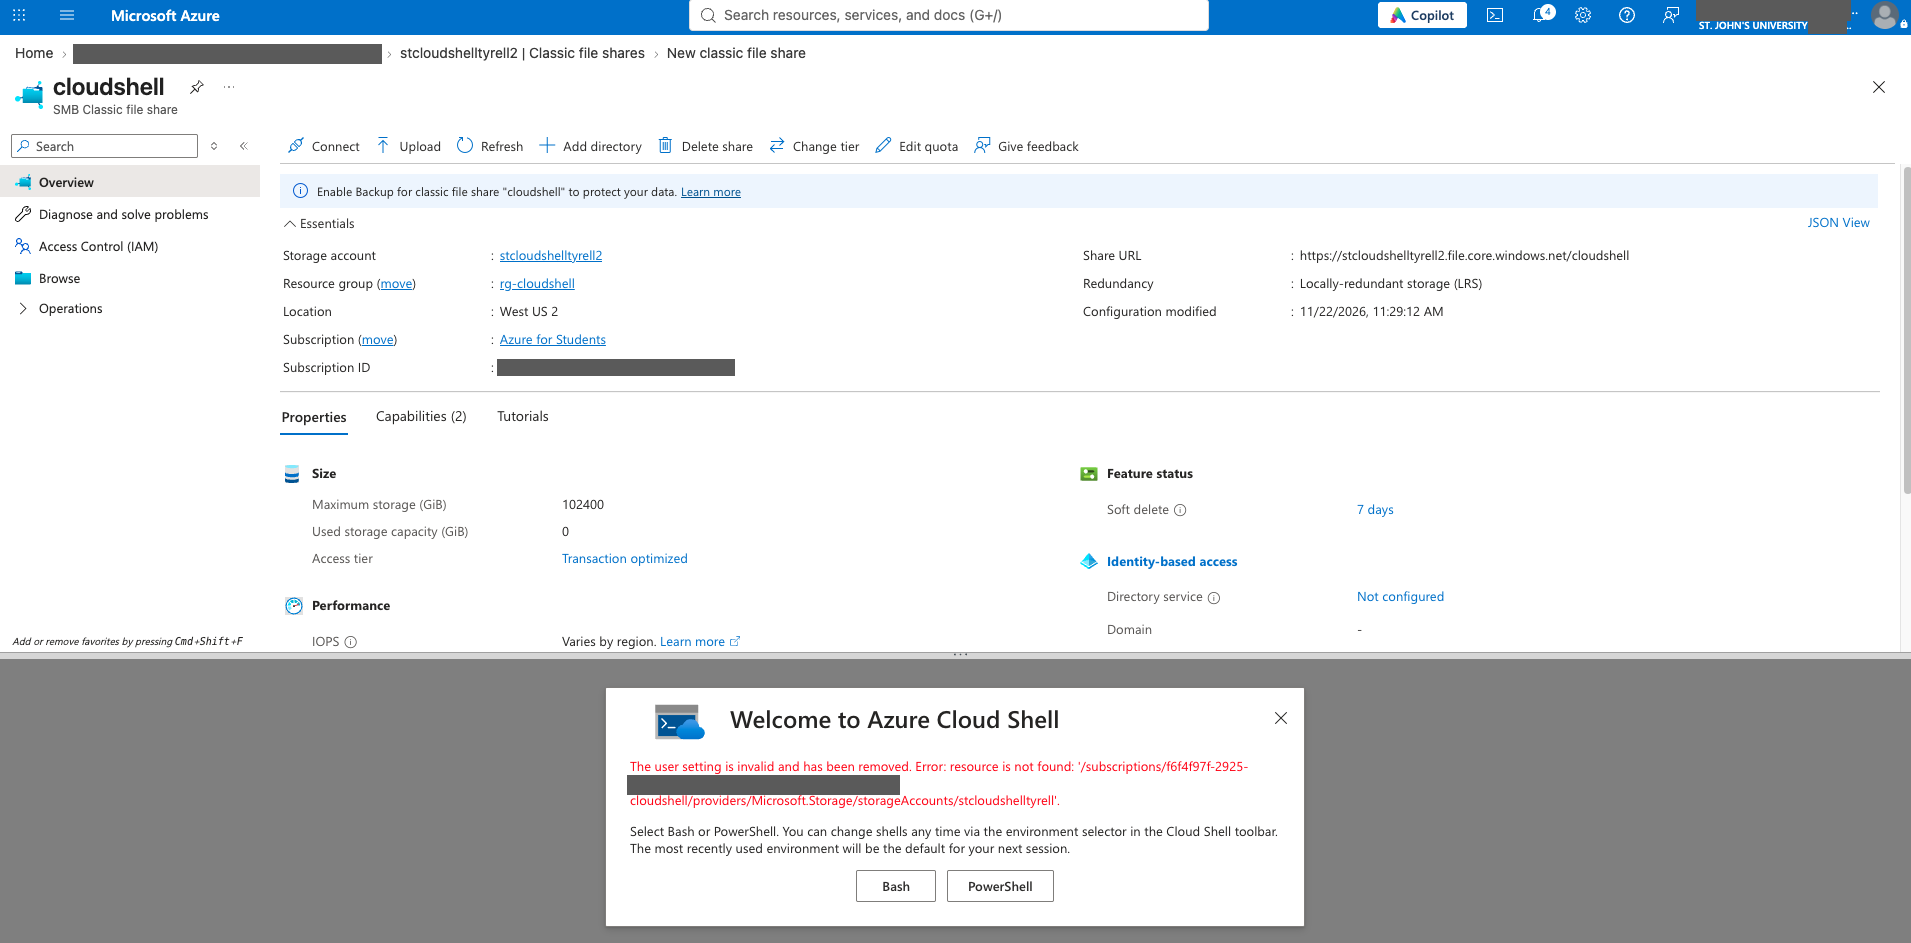 Microsoft Azure
Search resources, services, and docs (G+/)
Copilot
4
ST. JOHN'S UNIVERSITY
Home > > stcloudshelltyrell2 | Classic file shares > New classic file share
cloudshell
SMB Classic file share
Search
Overview
Diagnose and solve problems
Access Control (IAM)
Browse
Operations
Add or remove favorites by pressing Cmd+Shift+F
Connect Upload Refresh Add directory Delete share Change tier Edit quota Give feedback
Enable Backup for classic file share "cloudshell" to protect your data. Learn more
Essentials
JSON View
Storage account : stcloudshelltyrell2
Resource group (move) : rg-cloudshell
Location : West US 2
Subscription (move) : Azure for Students
Subscription ID :
Share URL : https://stcloudshelltyrell2.file.core.windows.net/cloudshell
Redundancy : Locally-redundant storage (LRS)
Configuration modified : 11/22/2026, 11:29:12 AM
Properties Capabilities (2) Tutorials
Size
Maximum storage (GiB) 102400
Used storage capacity (GiB) 0
Access tier Transaction optimized
Performance
IOPS Varies by region. Learn more
Feature status
Soft delete 7 days
Identity-based access
Directory service Not configured
Domain -
Welcome to Azure Cloud Shell
The user setting is invalid and has been removed. Error: resource is not found: '/subscriptions/f6f4f97f-2925-
cloudshell/providers/Microsoft.Storage/storageAccounts/stcloudshelltyrell'.
Select Bash or PowerShell. You can change shells any time via the environment selector in the Cloud Shell toolbar.
The most recently used environment will be the default for your next session.
Bash PowerShell